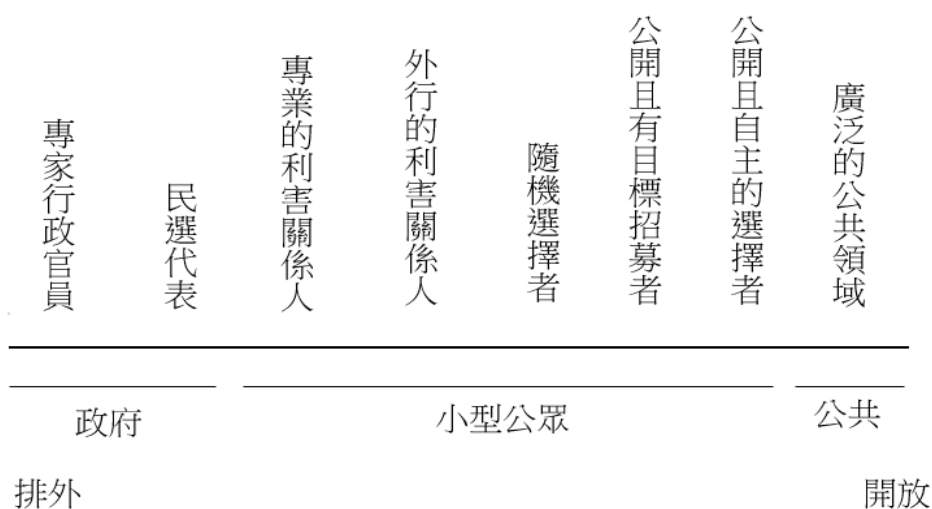 專家行政官員
民選代表
專業的利害關係人
外行的利害關係人
隨機選擇者
公開且有目標招募者
公開且自主的選擇者
廣泛的公共領域
政府
小型公眾
公共
排外
開放